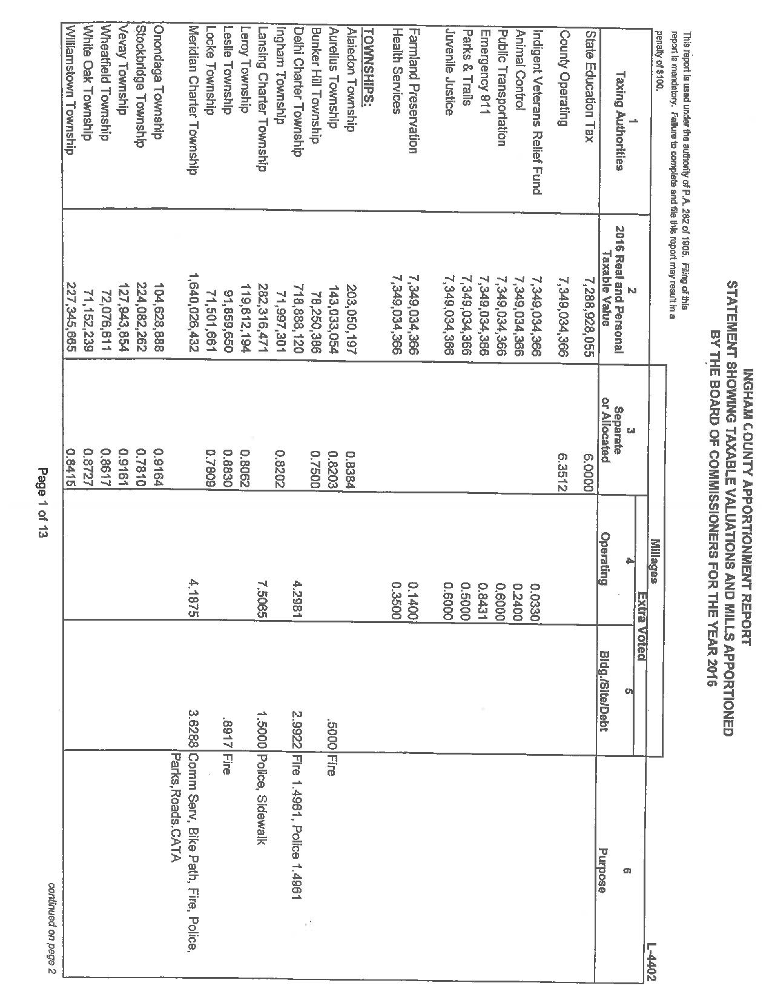 INGHAM COUNTY APPORTIONMENT REPORT
STATEMENT SHOWING TAXABLE VALUATIONS AND MILLS APPORTIONED
BY THE BOARD OF COMMISSIONERS FOR THE YEAR 2016
This report is used under the authority of P.A. 282 of 1905. Filing of this
report is mandatory. Failure to complete and file this report may result in a
penalty of $100.
L-4402
Millages
Extra Voted
1 2 3 4 5 6
Taxing Authorities 2016 Real and Personal Taxable Value Separate or Allocated Operating Bldg./Site/Debt Purpose
State Education Tax 7,288,928,055 6.0000
County Operating 7,349,034,366 6.3512
Indigent Veterans Relief Fund 7,349,034,366 0.0330
Animal Control 7,349,034,366 0.2400
Public Transportation 7,349,034,366 0.6000
Emergency 911 7,349,034,366 0.8431
Parks & Trails 7,349,034,366 0.5000
Juvenile Justice 7,349,034,366 0.6000
Farmland Preservation 7,349,034,366 0.1400
Health Services 7,349,034,366 0.3500
TOWNSHIPS:
Alaiedon Township 203,050,197 0.8384
Aurelius Township 143,033,054 0.8203 .5000 Fire
Bunker Hill Township 78,250,386 0.7500
Delhi Charter Township 718,888,120 4.2981 2.9922 Fire 1.4961, Police 1.4961
Ingham Township 71,997,301 0.8202
Lansing Charter Township 282,316,471 7.5065 1.5000 Police, Sidewalk
Leroy Township 119,612,194 0.8062
Leslie Township 91,859,650 0.8830 .8917 Fire
Locke Township 71,501,661 0.7809
Meridian Charter Township 1,640,026,432 4.1875 3.6288 Comm Serv, Bike Path, Fire, Police,
Parks,Roads.CATA
Onondaga Township 104,628,888 0.9164
Stockbridge Township 224,082,262 0.7810
Vevay Township 127,943,854 0.9161
Wheatfield Township 72,076,611 0.8617
White Oak Township 71,152,239 0.8727
Williamstown Township 227,345,665 0.8415
Page 1 of 13
continued on page 2